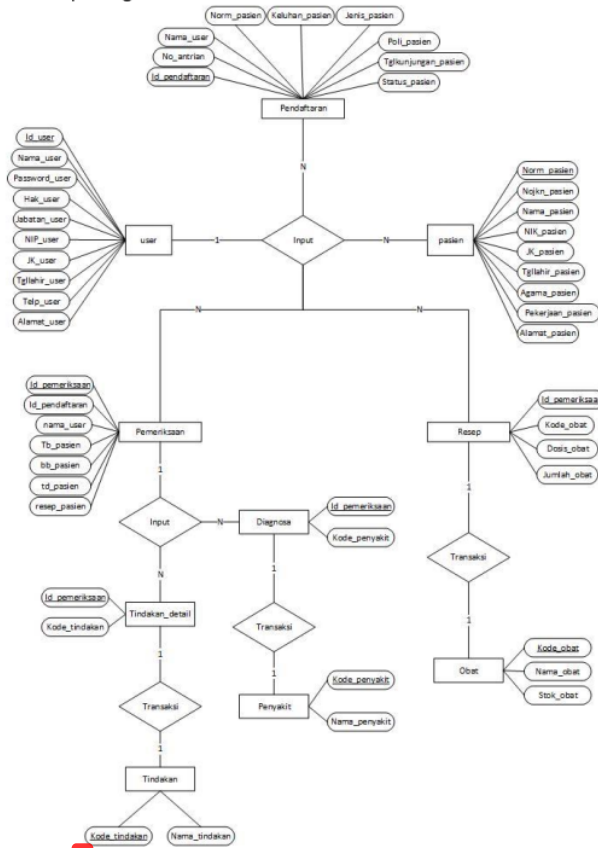 Norm_pasien
Keluhan_pasien
Jenis_pasien
Nama_user
Poli_pasien
No_antrian
Tglkunjungan_pasien
Id_pendaftaran
Status_pasien
Pendaftaran
N
Id_user
Nama_user
Password_user
Hak_user
Jabatan_user
NIP_user
JK_user
Tgllahir_user
Telp_user
Alamat_user
user
1
Input
N
pasien
Norm_pasien
Nojkn_pasien
Nama_pasien
NIK_pasien
JK_pasien
Tgllahir_pasien
Agama_pasien
Pekerjaan_pasien
Alamat_pasien
N
N
Id_pemeriksaan
Id_pendaftaran
nama_user
Tb_pasien
bb_pasien
td_pasien
resep_pasien
Pemeriksaan
Resep
Id_pemeriksaa
Kode_obat
Dosis_obat
Jumlah_obat
1
1
Input
N
Diagnosa
Id_pemeriksaan
Kode_penyakit
Transaksi
N
1
Id_pemeriksaan
Kode_tindakan
Tindakan_detail
Transaksi
1
1
1
Obat
Kode_obat
Nama_obat
Stok_obat
Transaksi
Penyakit
Kode_penyakit
Nama_penyakit
1
Tindakan
Kode_tindakan
Nama_tindakan